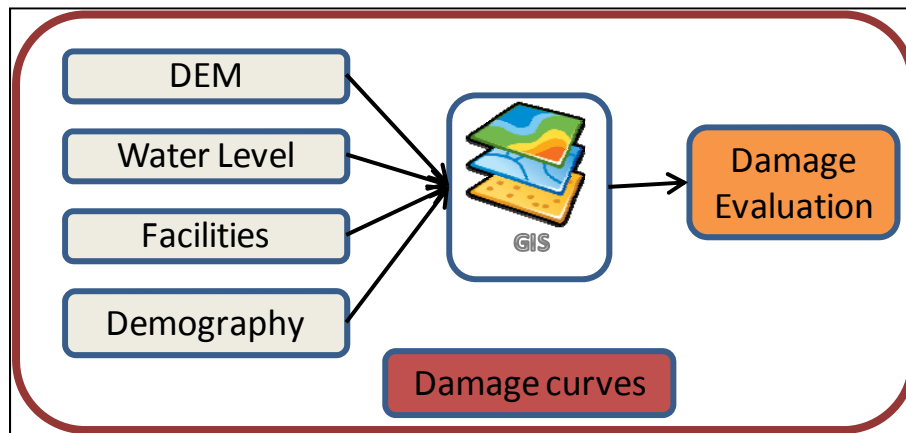 DEM
Water Level
Facilities
Demography
GIS
Damage
Evaluation
Damage curves